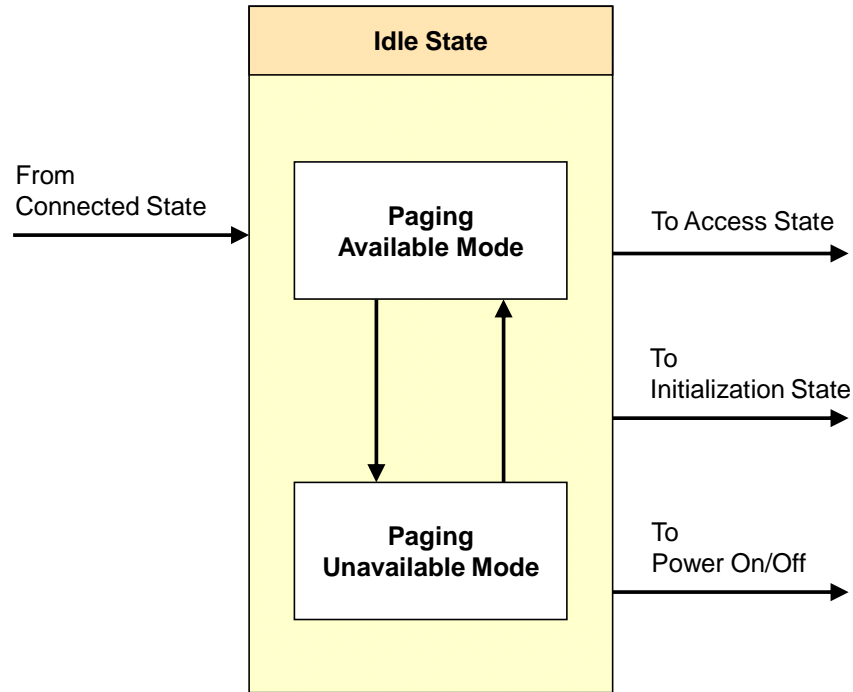 Idle State
From
Connected State
Paging
Available Mode
To Access State
To
Initialization State
Paging
Unavailable Mode
To
Power On/Off